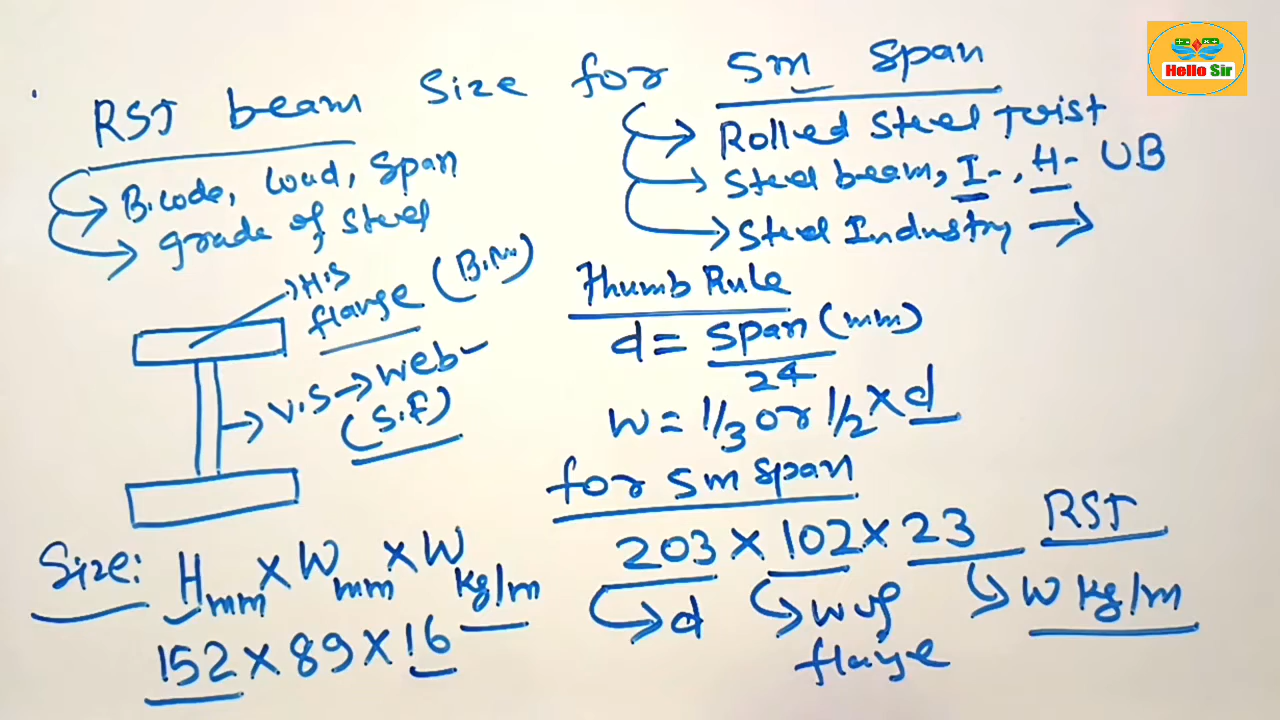 Hello Sir
RSJ beam size for 5m span
B.code, load, span
grade of steel
Rolled steel Twist
Steel beam, I-, H- UB
Steel Industry →
H.S
flange (B.M)
V.S → Web
(S.F)
Thumb Rule
d = span (mm)
24
W = 1/3 or 1/2 × d
for 5m span
203 × 102 × 23 RSJ
d
W of
flange
W kg/m
Size: Hmm × Wmm × W kg/m
152 × 89 × 16